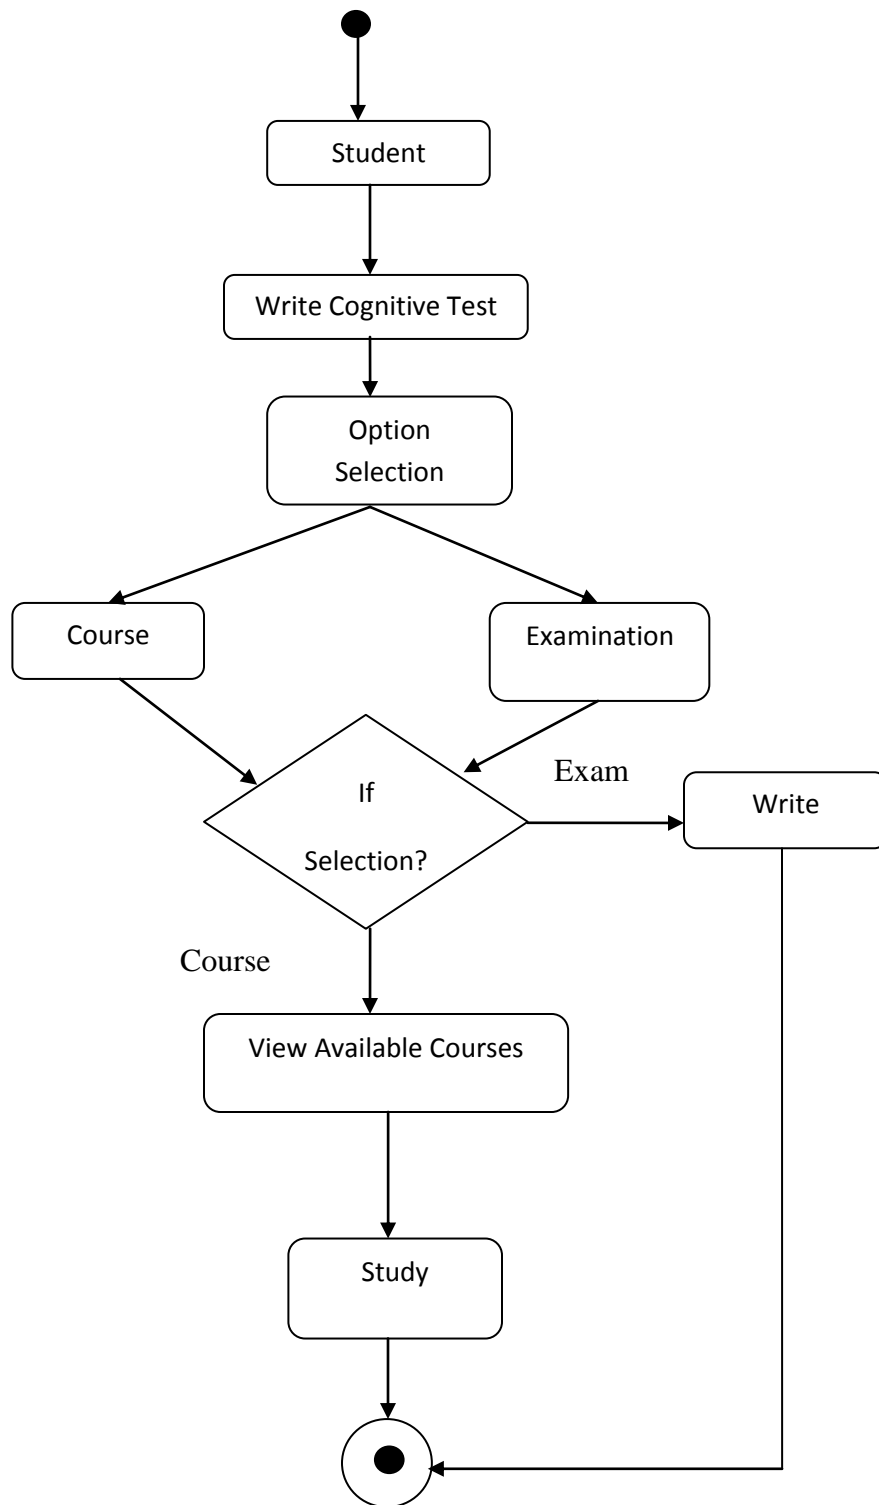 Student
Write Cognitive Test
Option
Selection
Course
Examination
If
Selection?
Exam
Write
Course
View Available Courses
Study